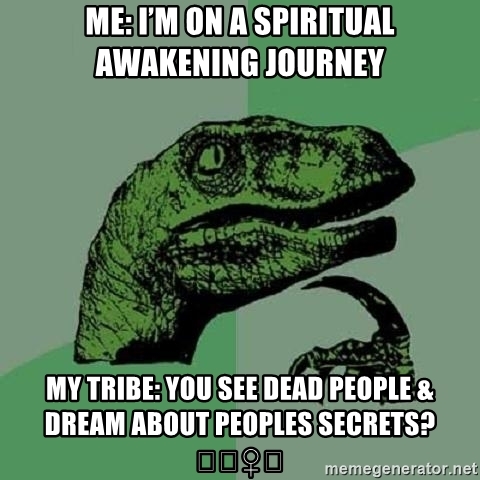 ME: I'M ON A SPIRITUAL
AWAKENING JOURNEY
MY TRIBE: YOU SEE DEAD PEOPLE &
DREAM ABOUT PEOPLES SECRETS?
▯▯♀▯
memegenerator.net